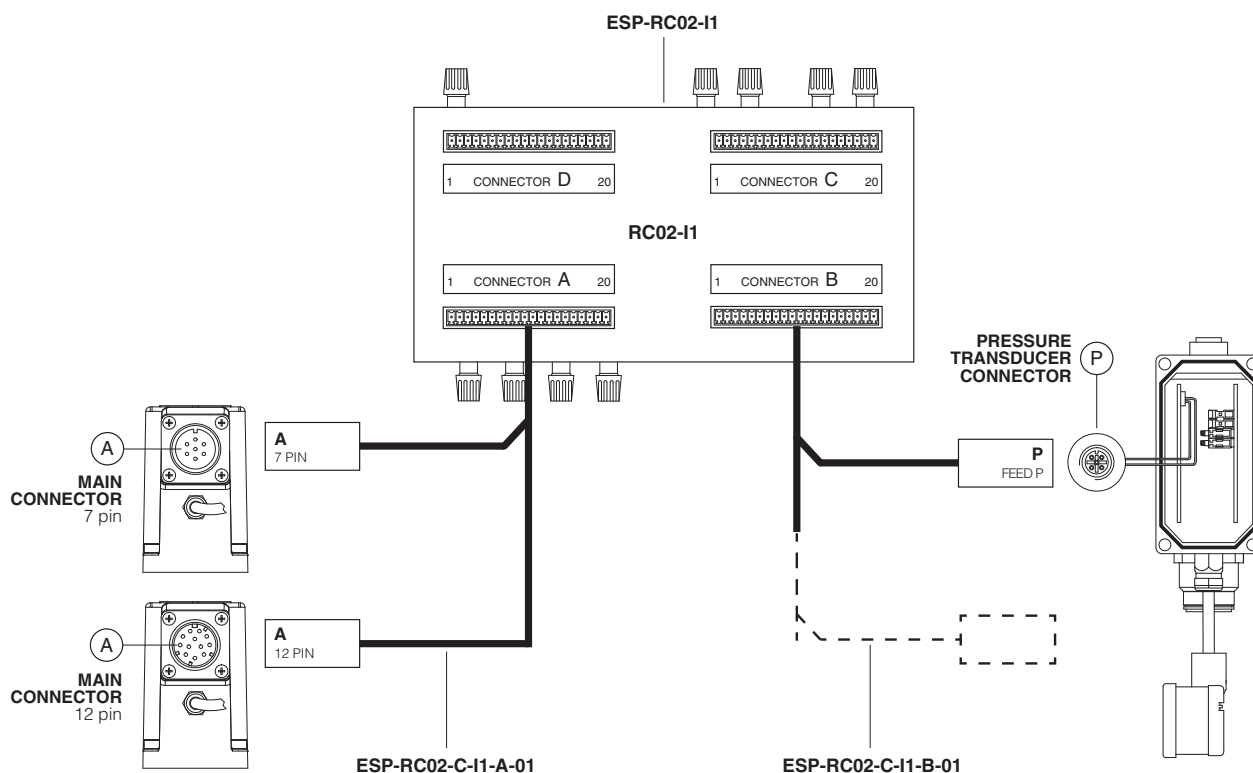 ESP-RC02-I1
1 CONNECTOR D 20
1 CONNECTOR C 20
RC02-I1
1 CONNECTOR A 20
1 CONNECTOR B 20
PRESSURE
TRANSDUCER
CONNECTOR
P
A
MAIN
CONNECTOR
7 pin
A
7 PIN
P
FEED P
A
MAIN
CONNECTOR
12 pin
A
12 PIN
ESP-RC02-C-I1-A-01
ESP-RC02-C-I1-B-01